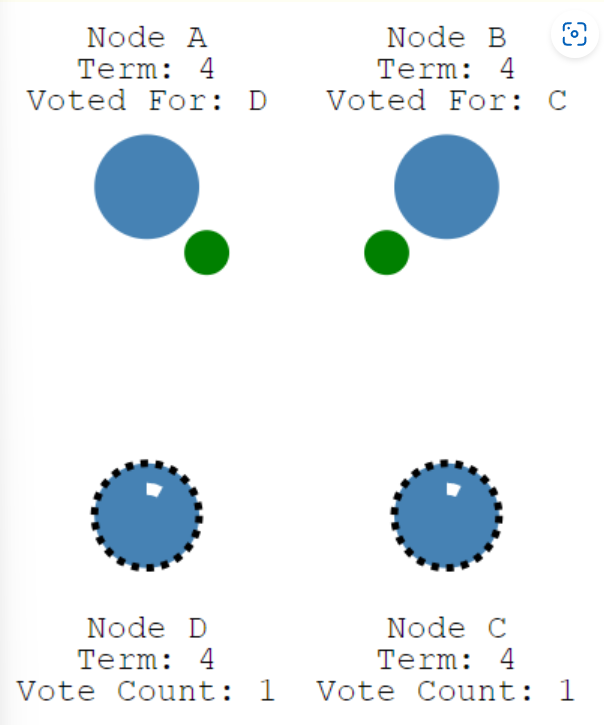 Node A
Term: 4
Voted For: D
Node B
Term: 4
Voted For: C
Node D
Term: 4
Vote Count: 1
Node C
Term: 4
Vote Count: 1